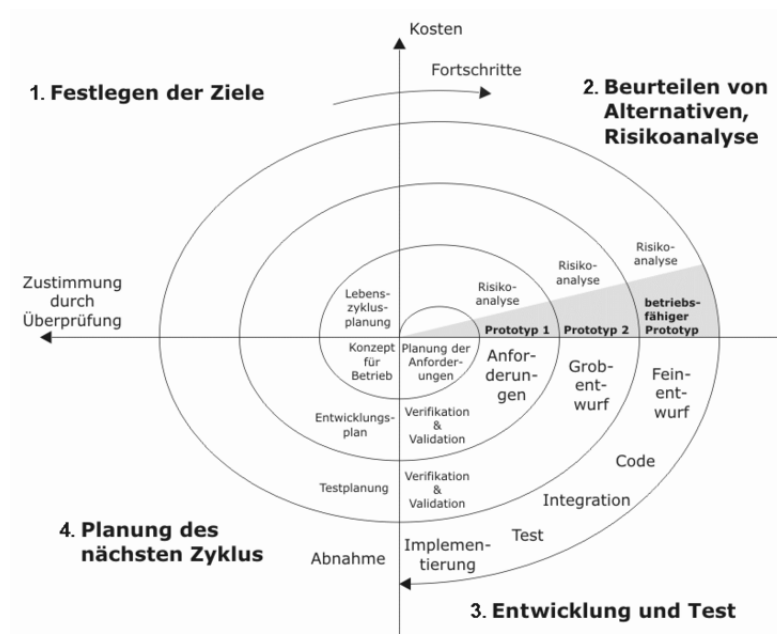 Kosten
Fortschritte
1. Festlegen der Ziele
2. Beurteilen von
Alternativen,
Risikoanalyse
Zustimmung
durch
Überprüfung
Lebens-
zyklus-
planung
Risiko-
analyse
Risiko-
analyse
Risiko-
analyse
Prototyp 1
Prototyp 2
betriebs-
fähiger
Prototyp
Konzept
für
Betrieb
Planung der
Anforder-
ungen
Anfor-
derun-
gen
Grob-
ent-
wurf
Fein-
ent-
wurf
Entwicklungs-
plan
Verifikation
&
Validation
Testplanung
Verifikation
&
Validation
Code
Integration
Test
Implemen-
tierung
Abnahme
4. Planung des
nächsten Zyklus
3. Entwicklung und Test